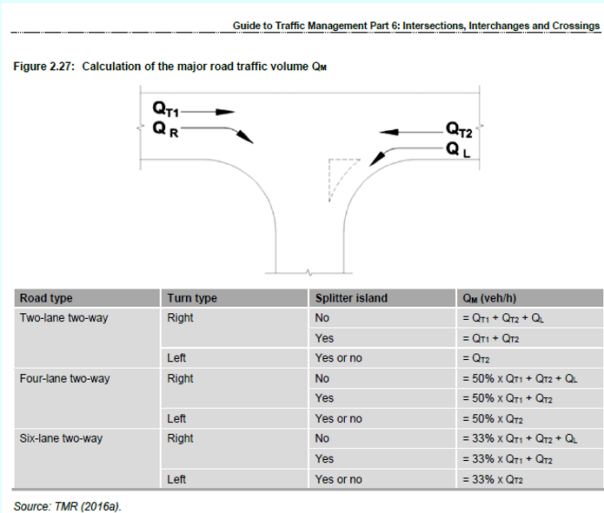 Guide to Traffic Management Part 6: Intersections, Interchanges and Crossings
Figure 2.27: Calculation of the major road traffic volume QM
QT1
QR
QT2
QL
Road type Turn type Splitter island QM (veh/h)
Two-lane two-way Right No = QT1 + QT2 + QL
Yes = QT1 + QT2
Left Yes or no = QT2
Four-lane two-way Right No = 50% x QT1 + QT2 + QL
Yes = 50% x QT1 + QT2
Left Yes or no = 50% x QT2
Six-lane two-way Right No = 33% x QT1 + QT2 + QL
Yes = 33% x QT1 + QT2
Left Yes or no = 33% x QT2
Source: TMR (2016a).